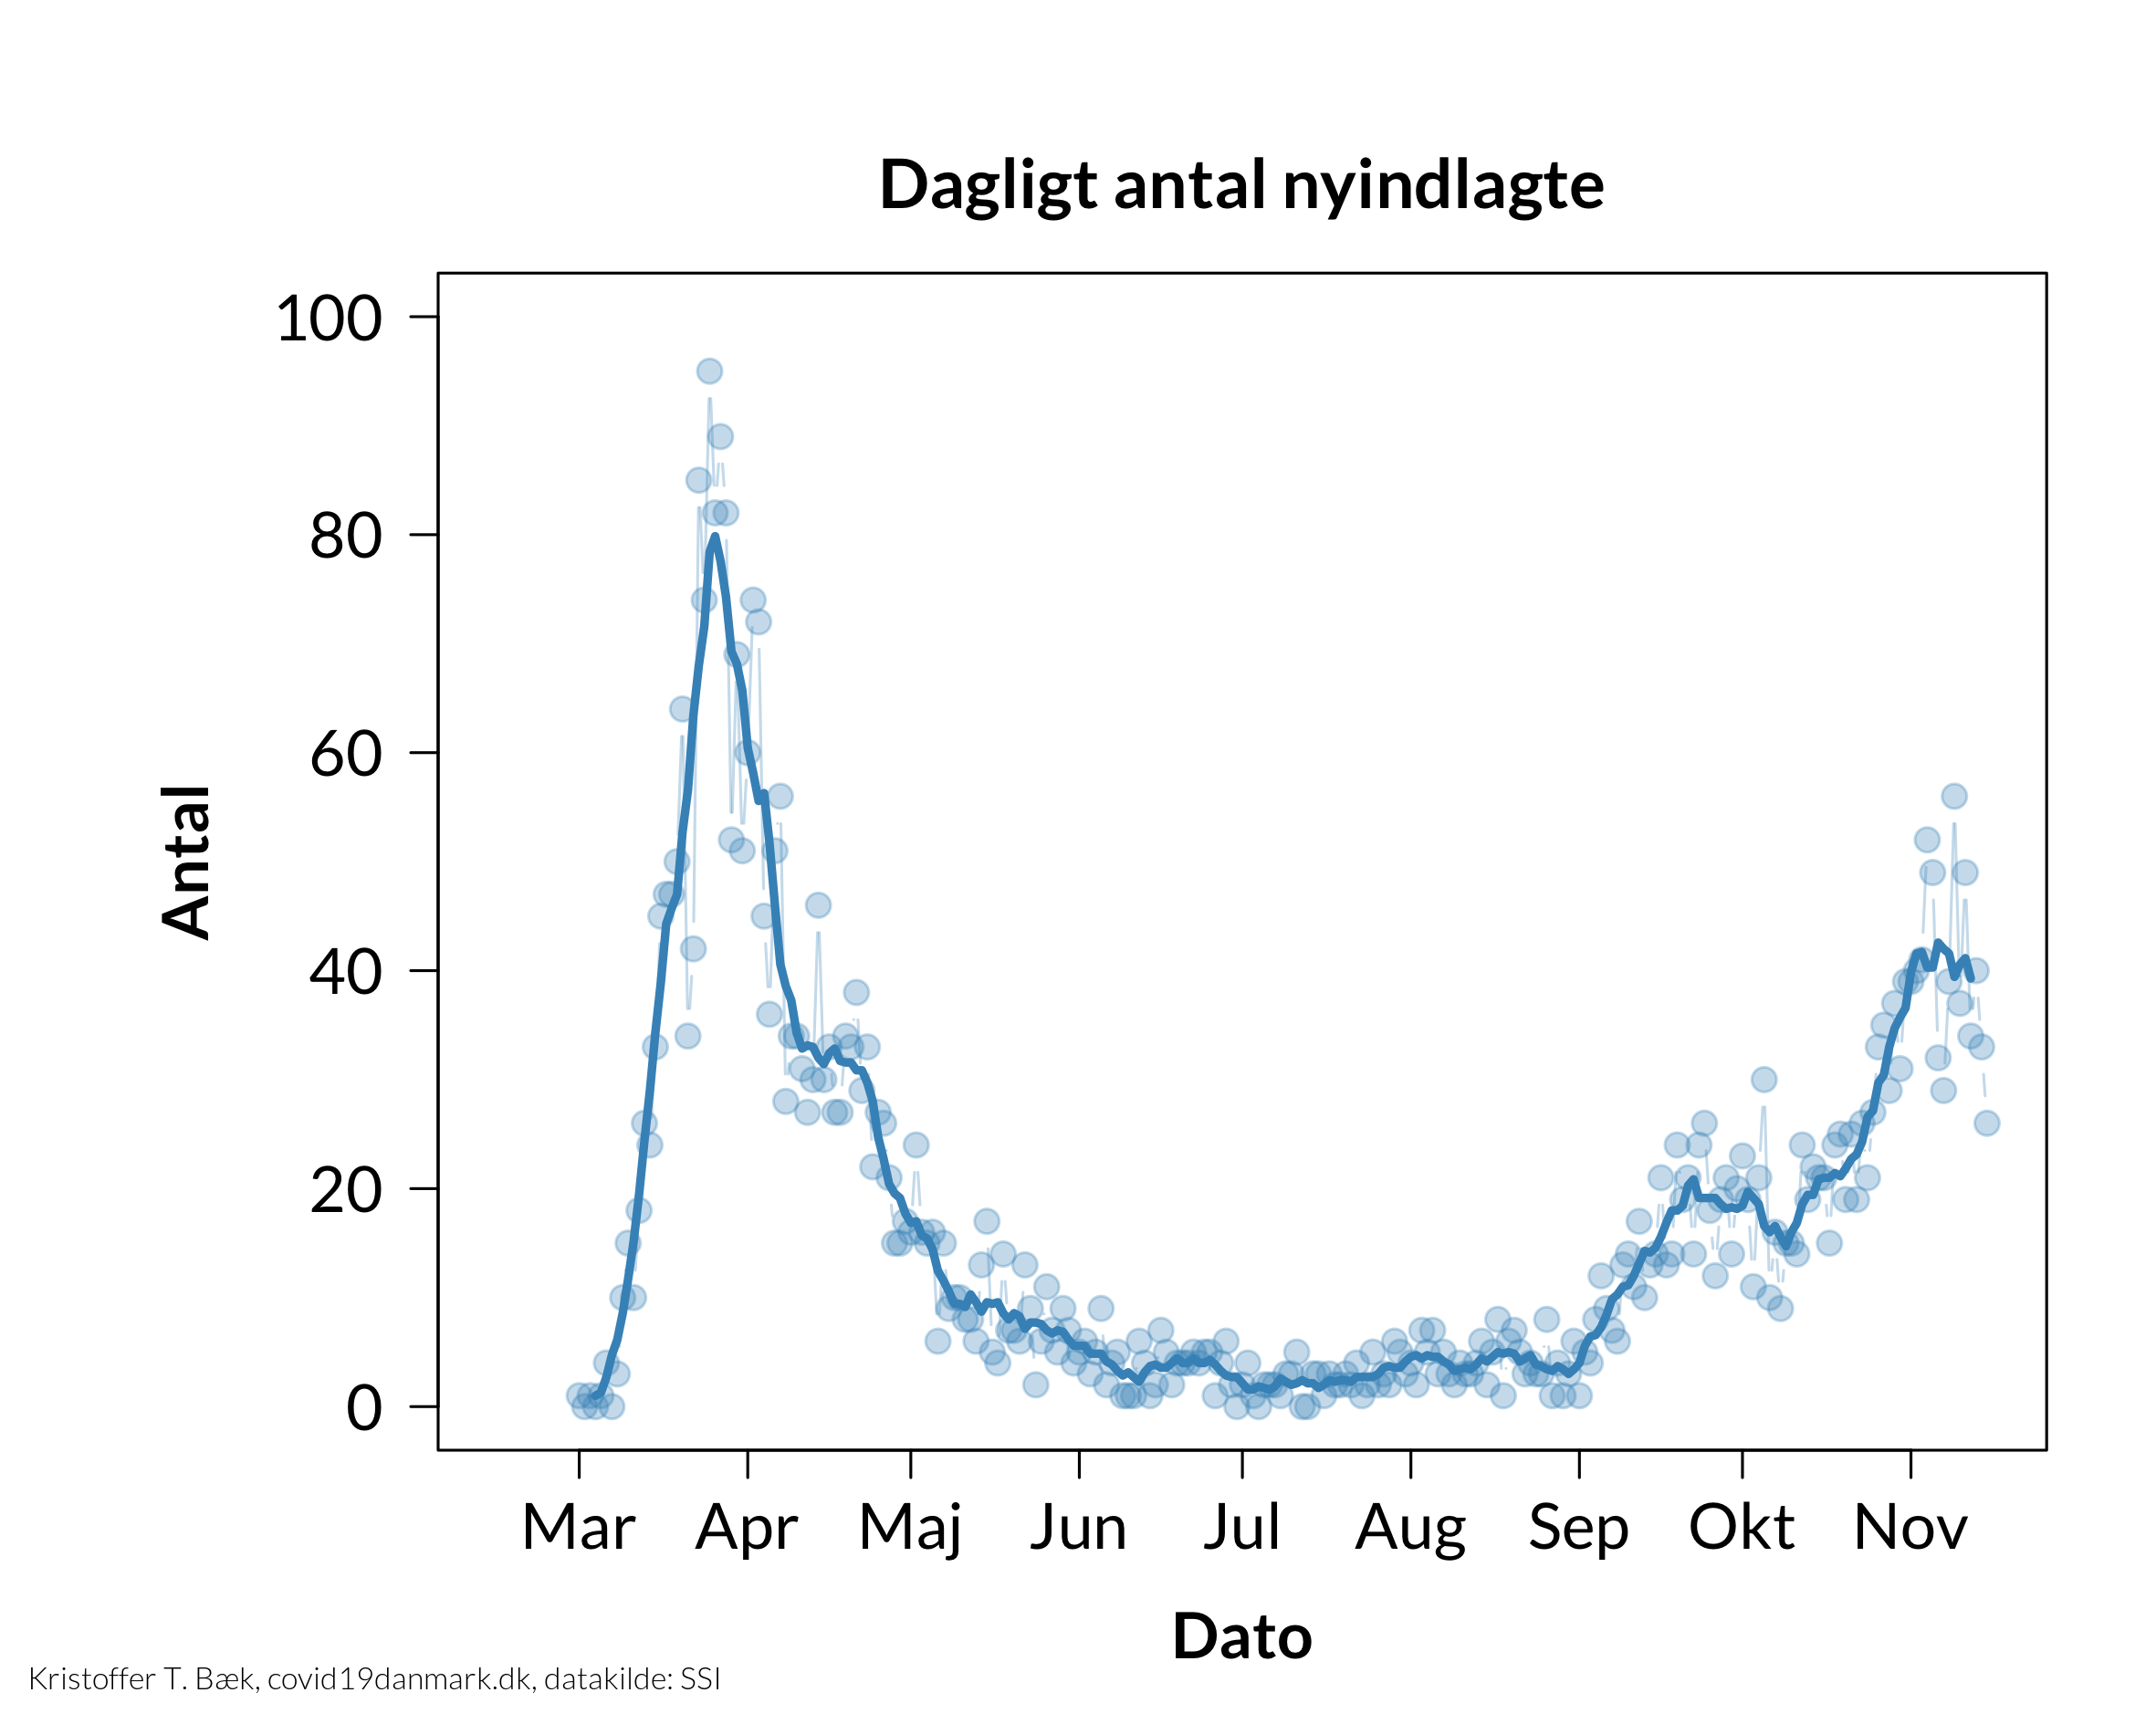 Dagligt antal nyindlagte
100
80
60
40
20
0
Antal
Mar Apr Maj Jun Jul Aug Sep Okt Nov
Dato
Kristoffer T. Bæk, covid19danmark.dk, datakilde: SSI